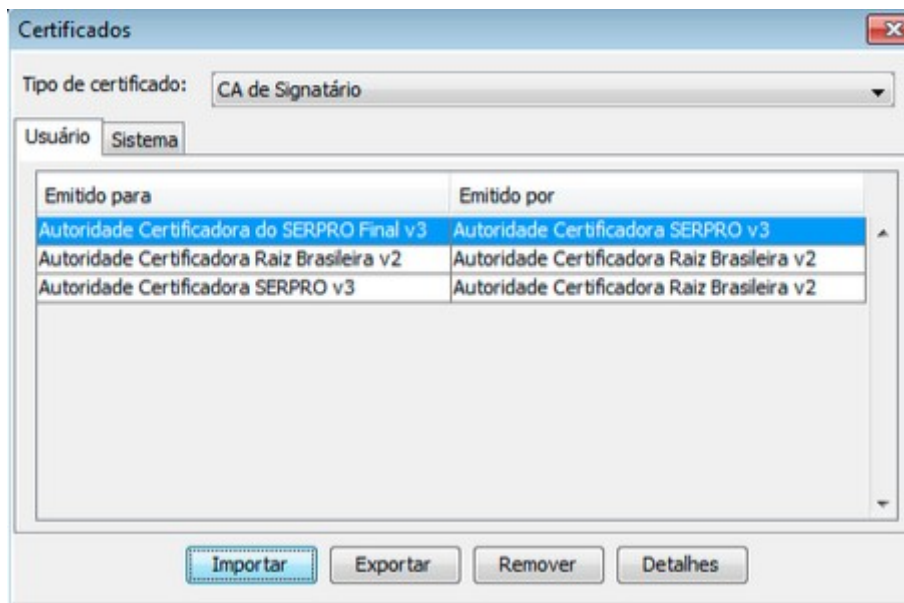 Certificados
Tipo de certificado: CA de Signatário
Usuário Sistema
Emitido para Emitido por
Autoridade Certificadora do SERPRO Final v3 Autoridade Certificadora SERPRO v3
Autoridade Certificadora Raiz Brasileira v2 Autoridade Certificadora Raiz Brasileira v2
Autoridade Certificadora SERPRO v3 Autoridade Certificadora Raiz Brasileira v2
Importar Exportar Remover Detalhes